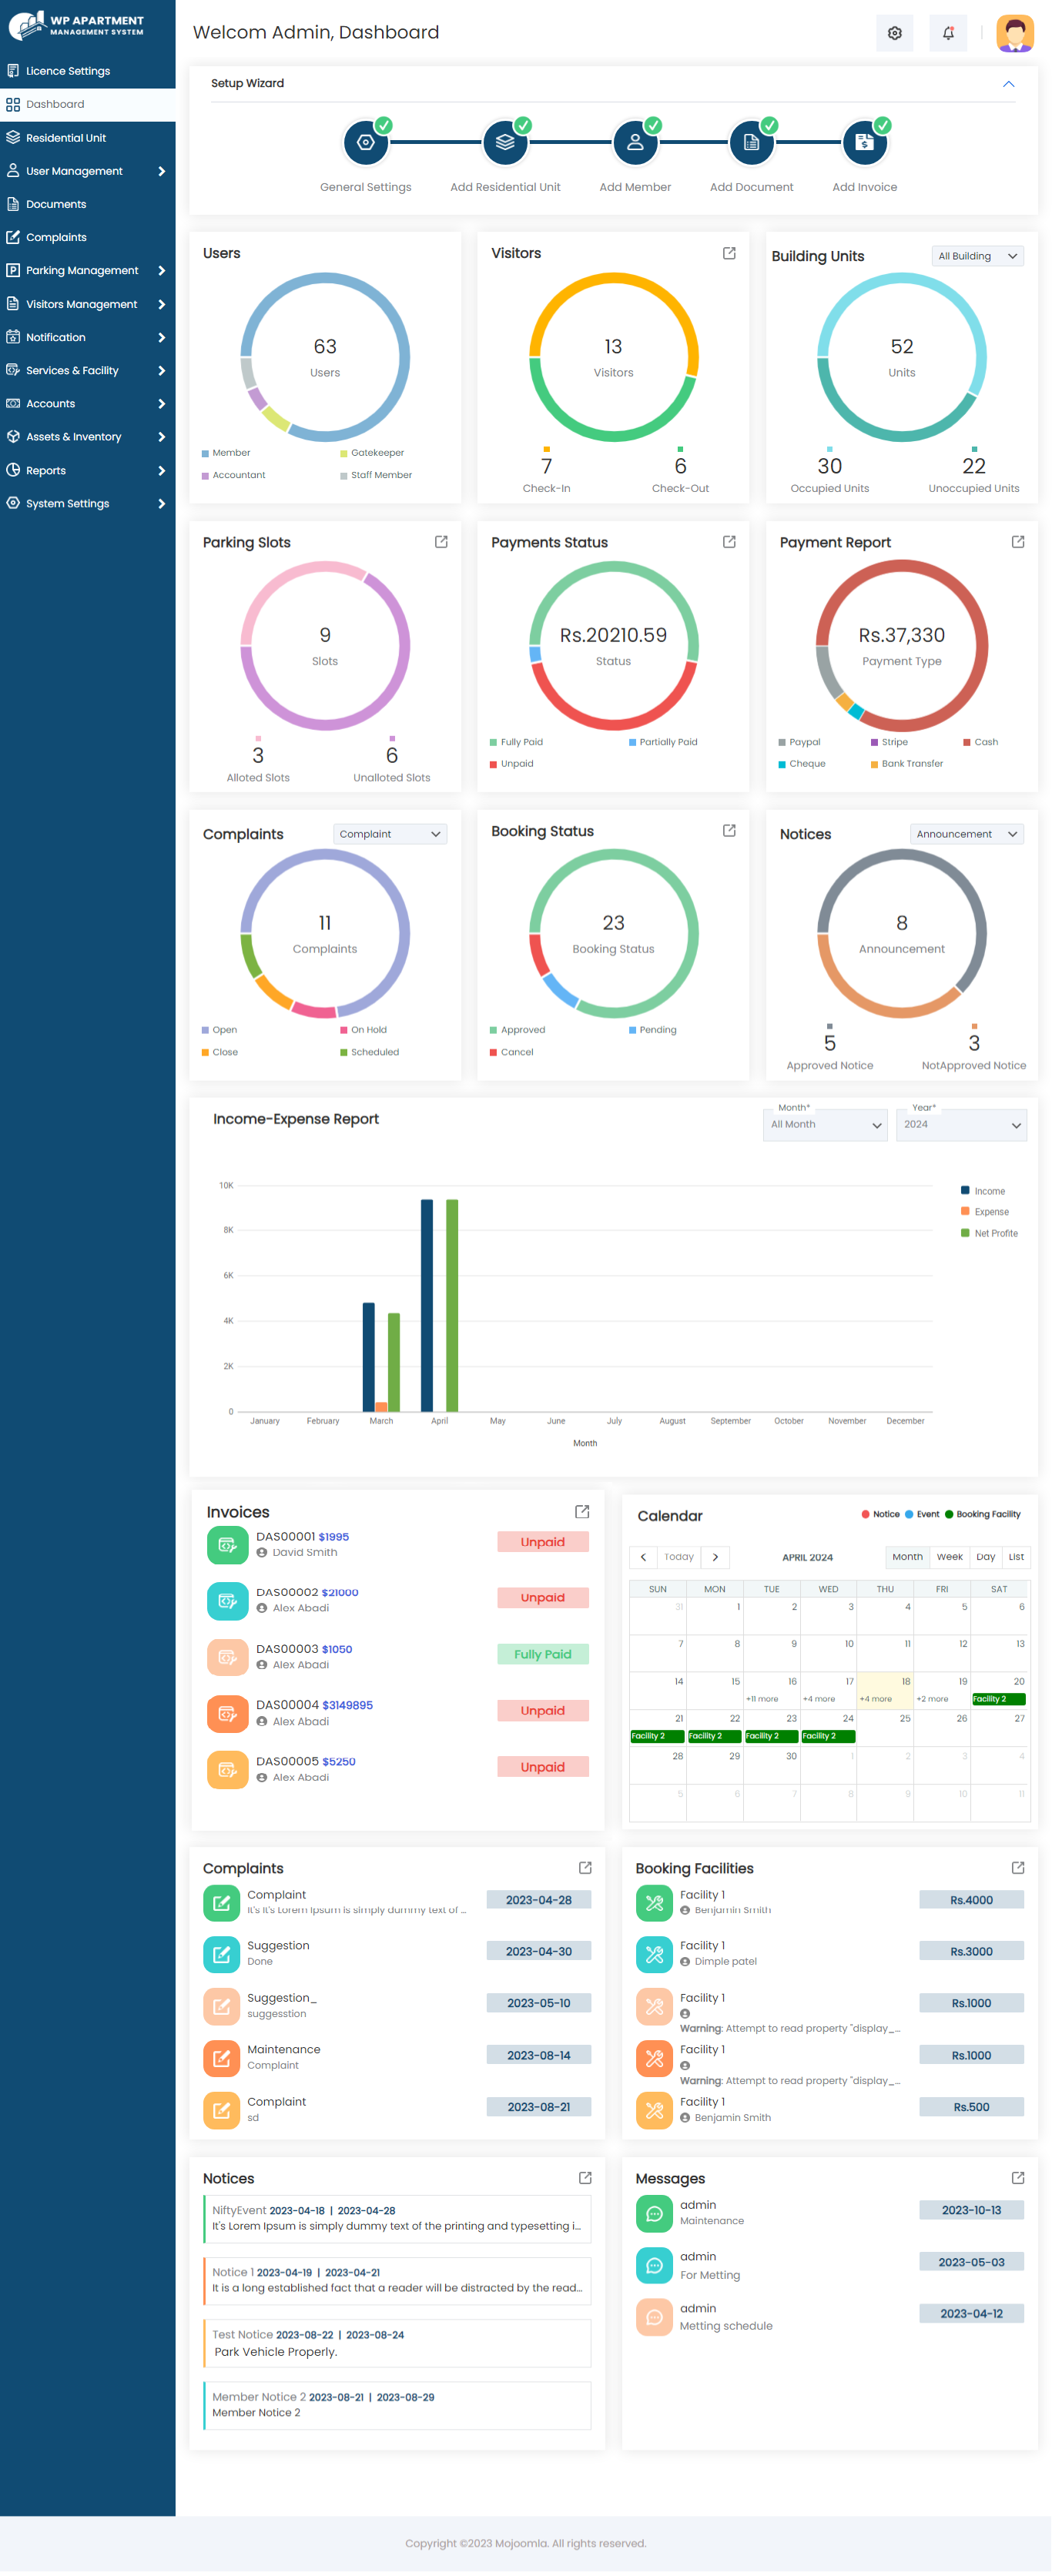 WP APARTMENT
MANAGEMENT SYSTEM
Licence Settings
Dashboard
Residential Unit
User Management
Documents
Complaints
Parking Management
Visitors Management
Notification
Services & Facility
Accounts
Assets & Inventory
Reports
System Settings
Welcom Admin, Dashboard
Setup Wizard
General Settings
Add Residential Unit
Add Member
Add Document
Add Invoice
Users
63
Users
Member
Gatekeeper
Accountant
Staff Member
Visitors
13
Visitors
7
Check-In
6
Check-Out
Building Units
All Building
52
Units
30
Occupied Units
22
Unoccupied Units
Parking Slots
9
Slots
3
Alloted Slots
6
Unalloted Slots
Payments Status
Rs.20210.59
Status
Fully Paid
Partially Paid
Unpaid
Payment Report
Rs.37,330
Payment Type
Paypal
Stripe
Cash
Cheque
Bank Transfer
Complaints
Complaint
11
Complaints
Open
On Hold
Close
Scheduled
Booking Status
23
Booking Status
Approved
Pending
Cancel
Notices
Announcement
8
Announcement
5
Approved Notice
3
NotApproved Notice
Income-Expense Report
Month*
All Month
Year*
2024
10K
8K
6K
4K
2K
0
January February March April May June July August September October November December
Month
Income
Expense
Net Profite
Invoices
DAS00001 $1995
David Smith
Unpaid
DAS00002 $21000
Alex Abadi
Unpaid
DAS00003 $1050
Alex Abadi
Fully Paid
DAS00004 $3149895
Alex Abadi
Unpaid
DAS00005 $5250
Alex Abadi
Unpaid
Calendar
Notice Event Booking Facility
Today
APRIL 2024
Month Week Day List
SUN MON TUE WED THU FRI SAT
31 1 2 3 4 5 6
7 8 9 10 11 12 13
14 15 16 17 18 19 20
+11 more +4 more +4 more +2 more Facility 2
21 22 23 24 25 26 27
Facility 2 Facility 2 Facility 2 Facility 2
28 29 30 1 2 3 4
5 6 7 8 9 10 11
Complaints
Complaint
It's It's Lorem Ipsum is simply dummy text of ...
2023-04-28
Suggestion
Done
2023-04-30
Suggestion_
suggesstion
2023-05-10
Maintenance
Complaint
2023-08-14
Complaint
sd
2023-08-21
Booking Facilities
Facility 1
Benjamin Smith
Rs.4000
Facility 1
Dimple patel
Rs.3000
Facility 1
Warning: Attempt to read property "display_...
Rs.1000
Facility 1
Warning: Attempt to read property "display_...
Rs.1000
Facility 1
Benjamin Smith
Rs.500
Notices
NiftyEvent 2023-04-18 | 2023-04-28
It's Lorem Ipsum is simply dummy text of the printing and typesetting i...
Notice 1 2023-04-19 | 2023-04-21
It is a long established fact that a reader will be distracted by the read...
Test Notice 2023-08-22 | 2023-08-24
Park Vehicle Properly.
Member Notice 2 2023-08-21 | 2023-08-29
Member Notice 2
Messages
admin
Maintenance
2023-10-13
admin
For Metting
2023-05-03
admin
Metting schedule
2023-04-12
Copyright ©2023 Mojoomla. All rights reserved.